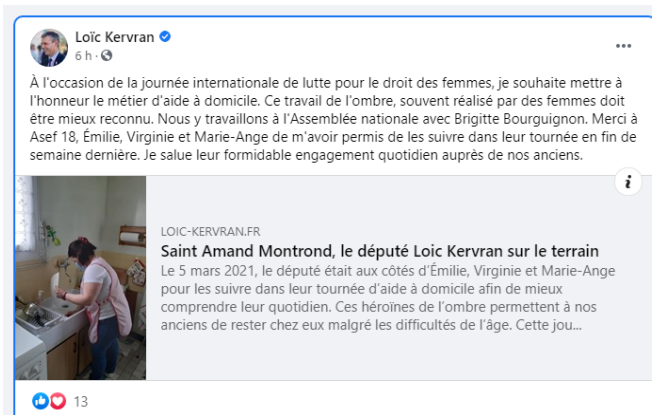 Loïc Kervran
6 h ·
À l'occasion de la journée internationale de lutte pour le droit des femmes, je souhaite mettre à
l'honneur le métier d'aide à domicile. Ce travail de l'ombre, souvent réalisé par des femmes doit
être mieux reconnu. Nous y travaillons à l'Assemblée nationale avec Brigitte Bourguignon. Merci à
Asef 18, Émilie, Virginie et Marie-Ange de m'avoir permis de les suivre dans leur tournée en fin de
semaine dernière. Je salue leur formidable engagement quotidien auprès de nos anciens.
LOIC-KERVRAN.FR
Saint Amand Montrond, le député Loic Kervran sur le terrain
Le 5 mars 2021, le député était aux côtés d'Émilie, Virginie et Marie-Ange
pour les suivre dans leur tournée d'aide à domicile afin de mieux
comprendre leur quotidien. Ces héroïnes de l'ombre permettent à nos
anciens de rester chez eux malgré les difficultés de l'âge. Cette jou...
13